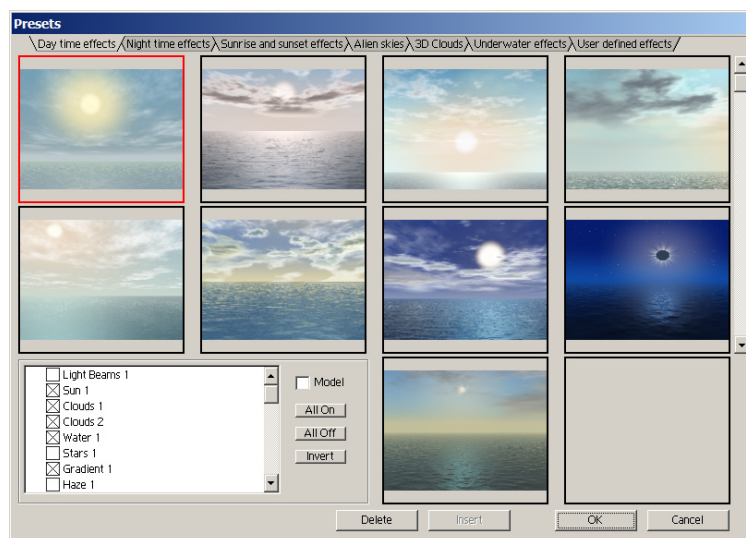 Presets
Day time effects Night time effects Sunrise and sunset effects Alien skies 3D Clouds Underwater effects User defined effects
Light Beams 1
Sun 1
Clouds 1
Clouds 2
Water 1
Stars 1
Gradient 1
Haze 1
Model
All On
All Off
Invert
Delete Insert OK Cancel